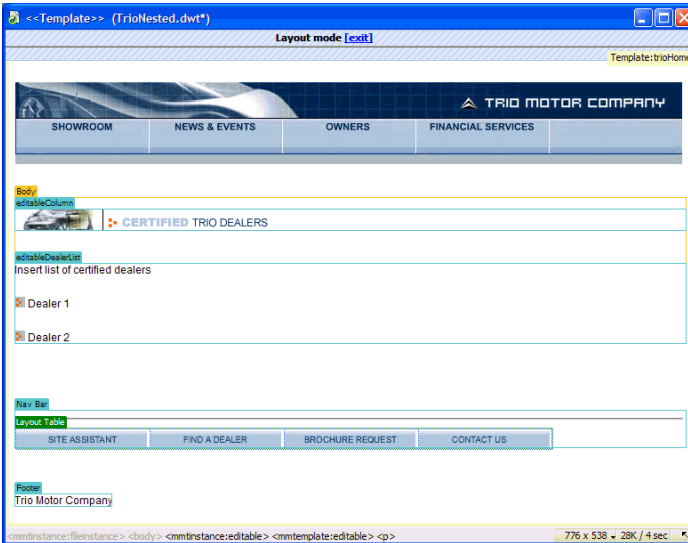 <<Template>> (TrioNested.dwt*)
Layout mode [exit]
Template:trioHome
TRIO MOTOR COMPANY
SHOWROOM NEWS & EVENTS OWNERS FINANCIAL SERVICES
Body
editableColumn
CERTIFIED TRIO DEALERS
editableDealerList
Insert list of certified dealers
Dealer 1
Dealer 2
Nav Bar
Layout Table
SITE ASSISTANT FIND A DEALER BROCHURE REQUEST CONTACT US
Footer
Trio Motor Company
<mmtinstance:fileinstance> <body> <mmtinstance:editable> <mmtemplate:editable> <p> 776 x 538 28K / 4 sec